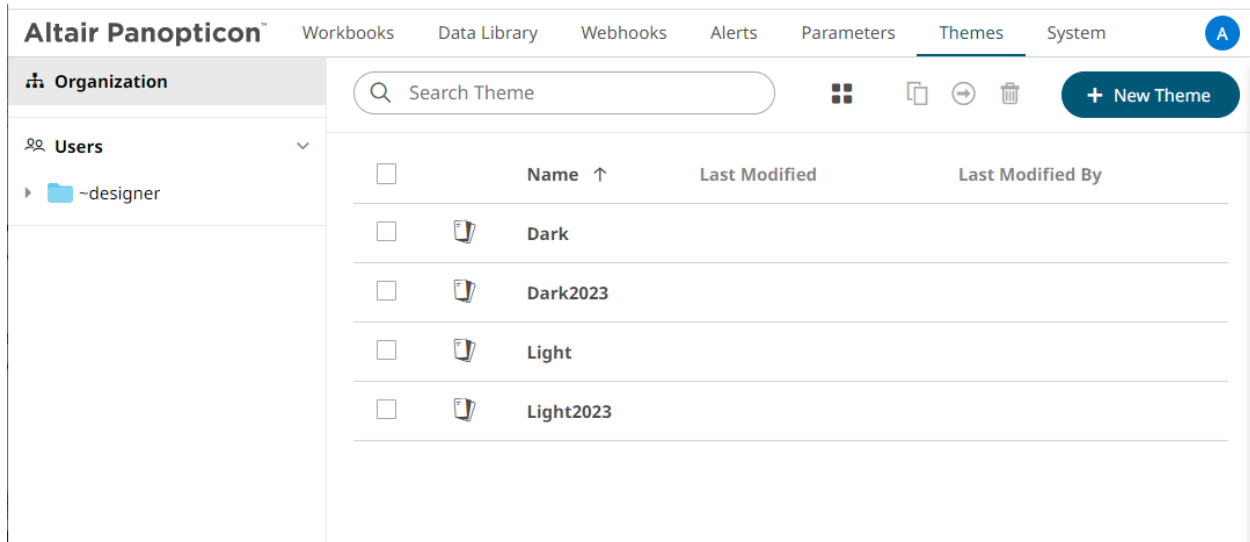 Altair Panopticon™ Workbooks Data Library Webhooks Alerts Parameters Themes System A
Organization
Search Theme
+ New Theme
Users
~designer
Name ↑ Last Modified Last Modified By
Dark
Dark2023
Light
Light2023